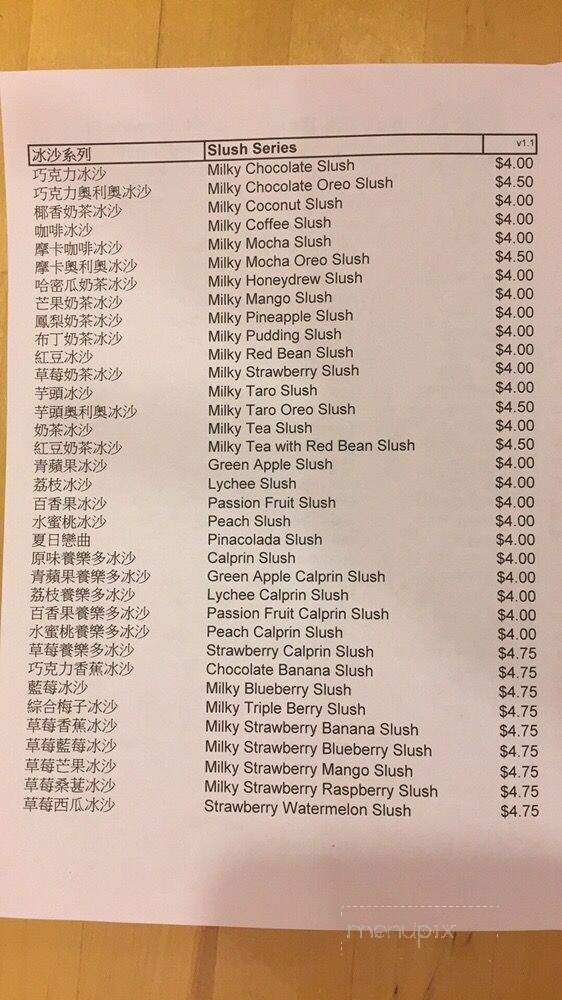 冰沙系列 Slush Series v1.1
巧克力冰沙 Milky Chocolate Slush $4.00
巧克力奧利奧冰沙 Milky Chocolate Oreo Slush $4.50
椰香奶茶冰沙 Milky Coconut Slush $4.00
咖啡冰沙 Milky Coffee Slush $4.00
摩卡咖啡冰沙 Milky Mocha Slush $4.00
摩卡奧利奧冰沙 Milky Mocha Oreo Slush $4.50
哈密瓜奶茶冰沙 Milky Honeydrew Slush $4.00
芒果奶茶冰沙 Milky Mango Slush $4.00
鳳梨奶茶冰沙 Milky Pineapple Slush $4.00
布丁奶茶冰沙 Milky Pudding Slush $4.00
紅豆冰沙 Milky Red Bean Slush $4.00
草莓奶茶冰沙 Milky Strawberry Slush $4.00
芋頭冰沙 Milky Taro Slush $4.00
芋頭奧利奧冰沙 Milky Taro Oreo Slush $4.50
奶茶冰沙 Milky Tea Slush $4.00
紅豆奶茶冰沙 Milky Tea with Red Bean Slush $4.50
青蘋果冰沙 Green Apple Slush $4.00
荔枝冰沙 Lychee Slush $4.00
百香果冰沙 Passion Fruit Slush $4.00
水蜜桃冰沙 Peach Slush $4.00
夏日戀曲 Pinacolada Slush $4.00
原味養樂多冰沙 Calprin Slush $4.00
青蘋果養樂多冰沙 Green Apple Calprin Slush $4.00
荔枝養樂多冰沙 Lychee Calprin Slush $4.00
百香果養樂多冰沙 Passion Fruit Calprin Slush $4.00
水蜜桃養樂多冰沙 Peach Calprin Slush $4.00
草莓養樂多冰沙 Strawberry Calprin Slush $4.75
巧克力香蕉冰沙 Chocolate Banana Slush $4.75
藍莓冰沙 Milky Blueberry Slush $4.75
綜合梅子冰沙 Milky Triple Berry Slush $4.75
草莓香蕉冰沙 Milky Strawberry Banana Slush $4.75
草莓藍莓冰沙 Milky Strawberry Blueberry Slush $4.75
草莓芒果冰沙 Milky Strawberry Mango Slush $4.75
草莓桑葚冰沙 Milky Strawberry Raspberry Slush $4.75
草莓西瓜冰沙 Strawberry Watermelon Slush $4.75
menupix